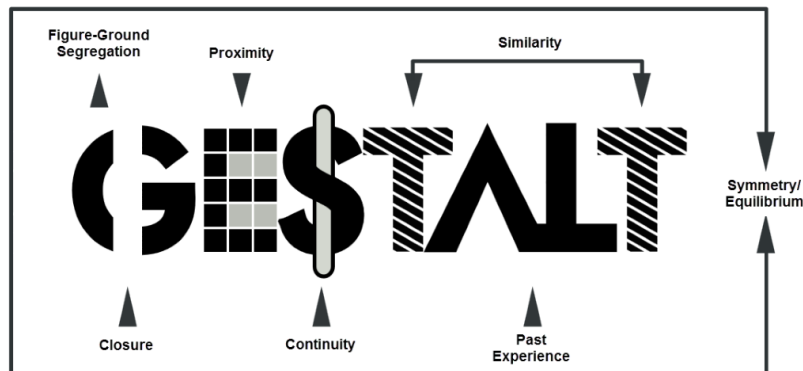 Figure-Ground
Segregation
Proximity
Similarity
GESTALT
Symmetry/
Equilibrium
Closure
Continuity
Past
Experience